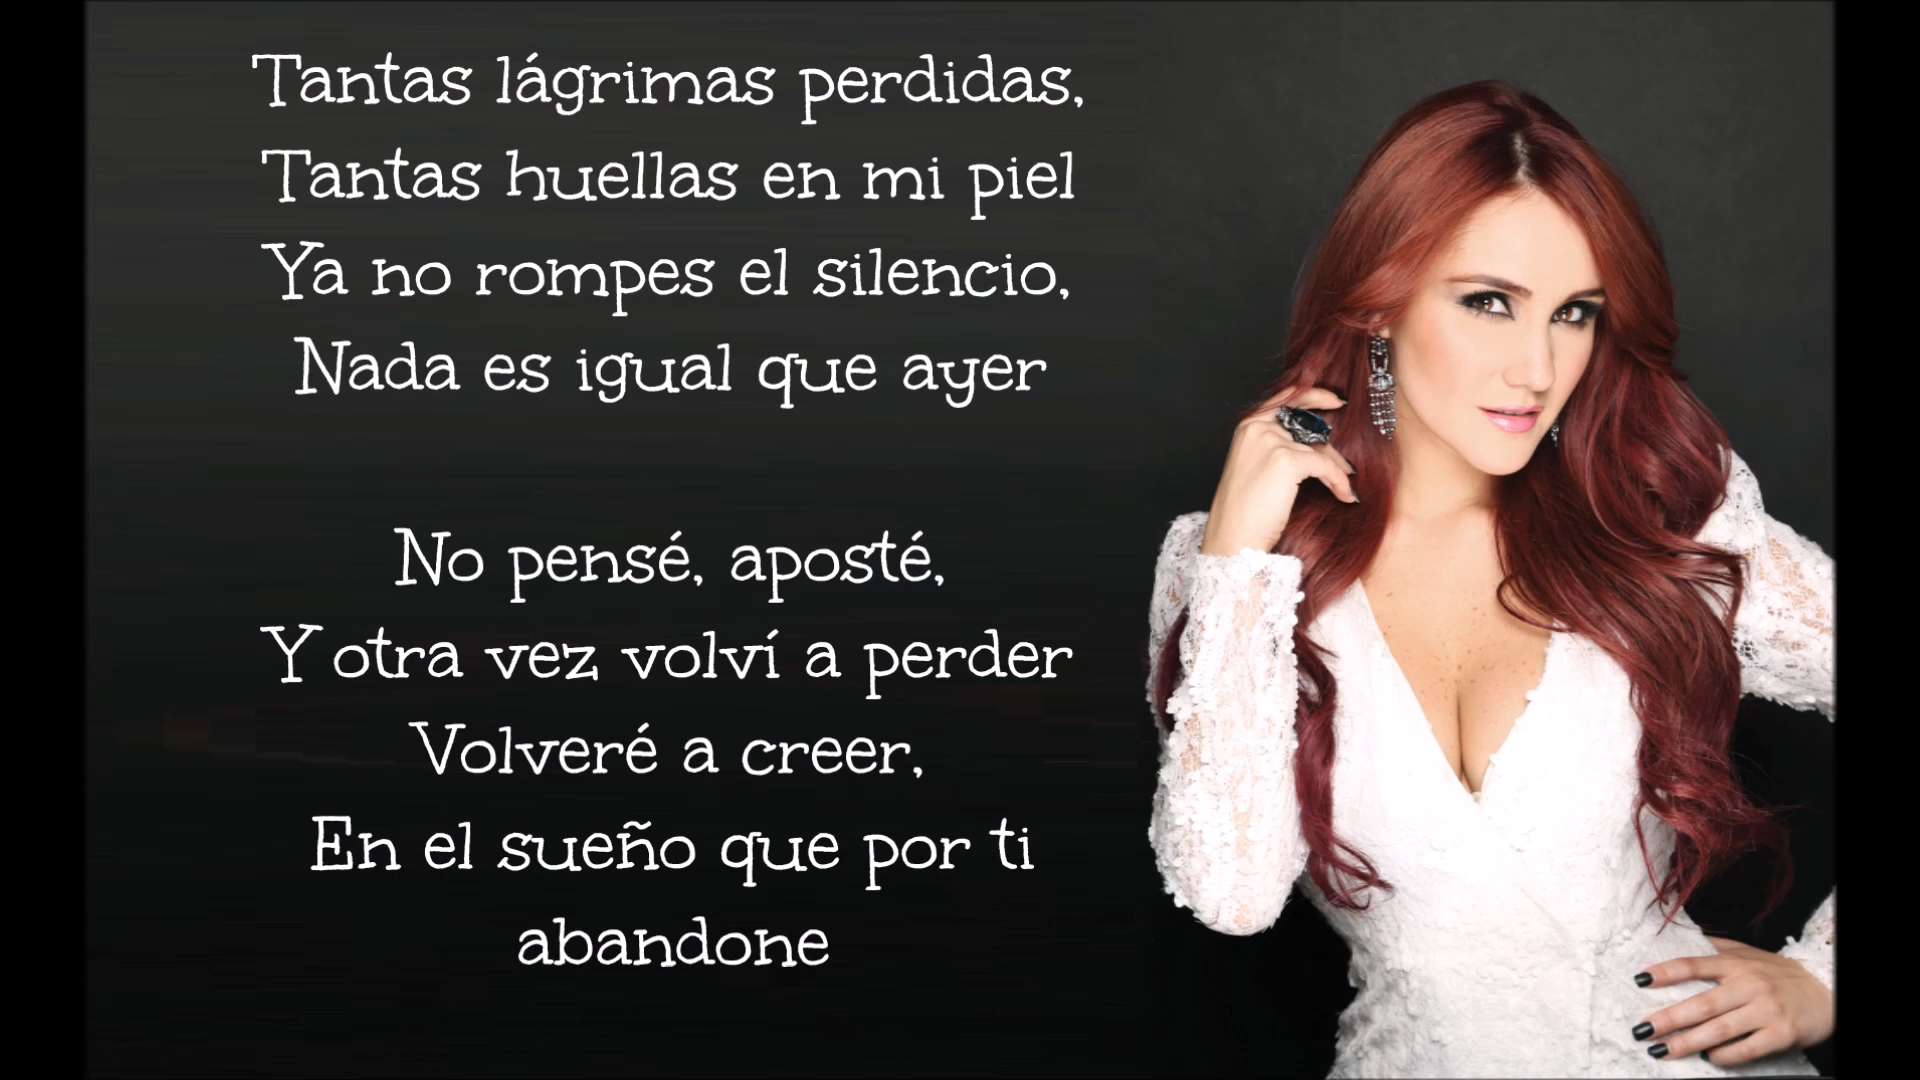 Tantas lágrimas perdidas,
Tantas huellas en mi piel
Ya no rompes el silencio,
Nada es igual que ayer
No pensé, aposté,
Y otra vez volví a perder
Volveré a creer,
En el sueño que por ti
abandone